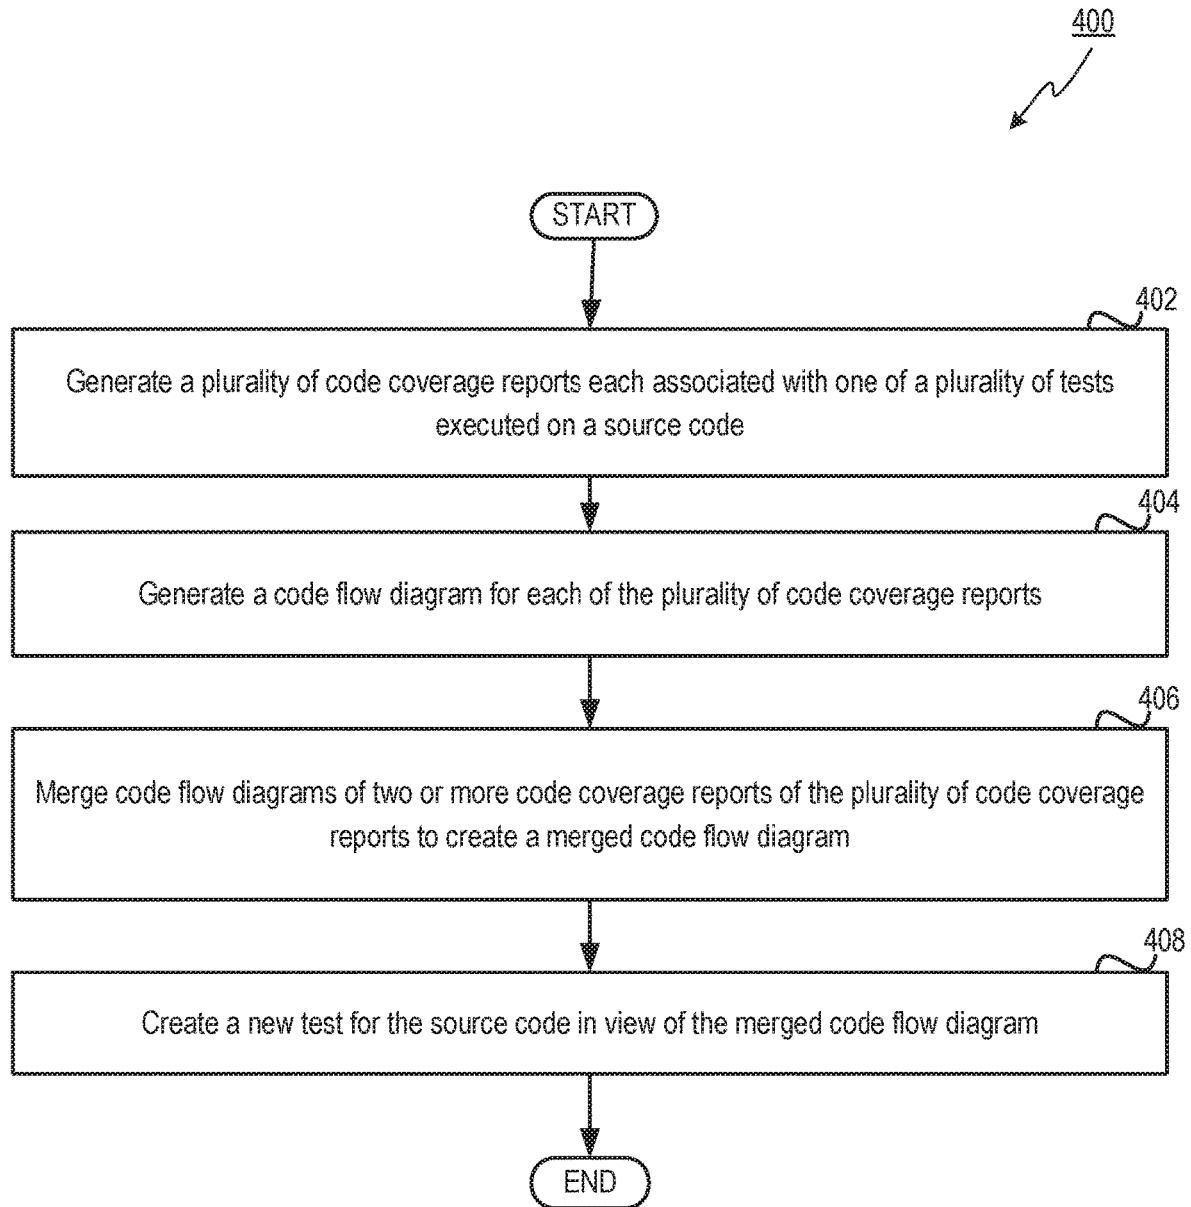 400
START
402
Generate a plurality of code coverage reports each associated with one of a plurality of tests
executed on a source code
404
Generate a code flow diagram for each of the plurality of code coverage reports
406
Merge code flow diagrams of two or more code coverage reports of the plurality of code coverage
reports to create a merged code flow diagram
408
Create a new test for the source code in view of the merged code flow diagram
END